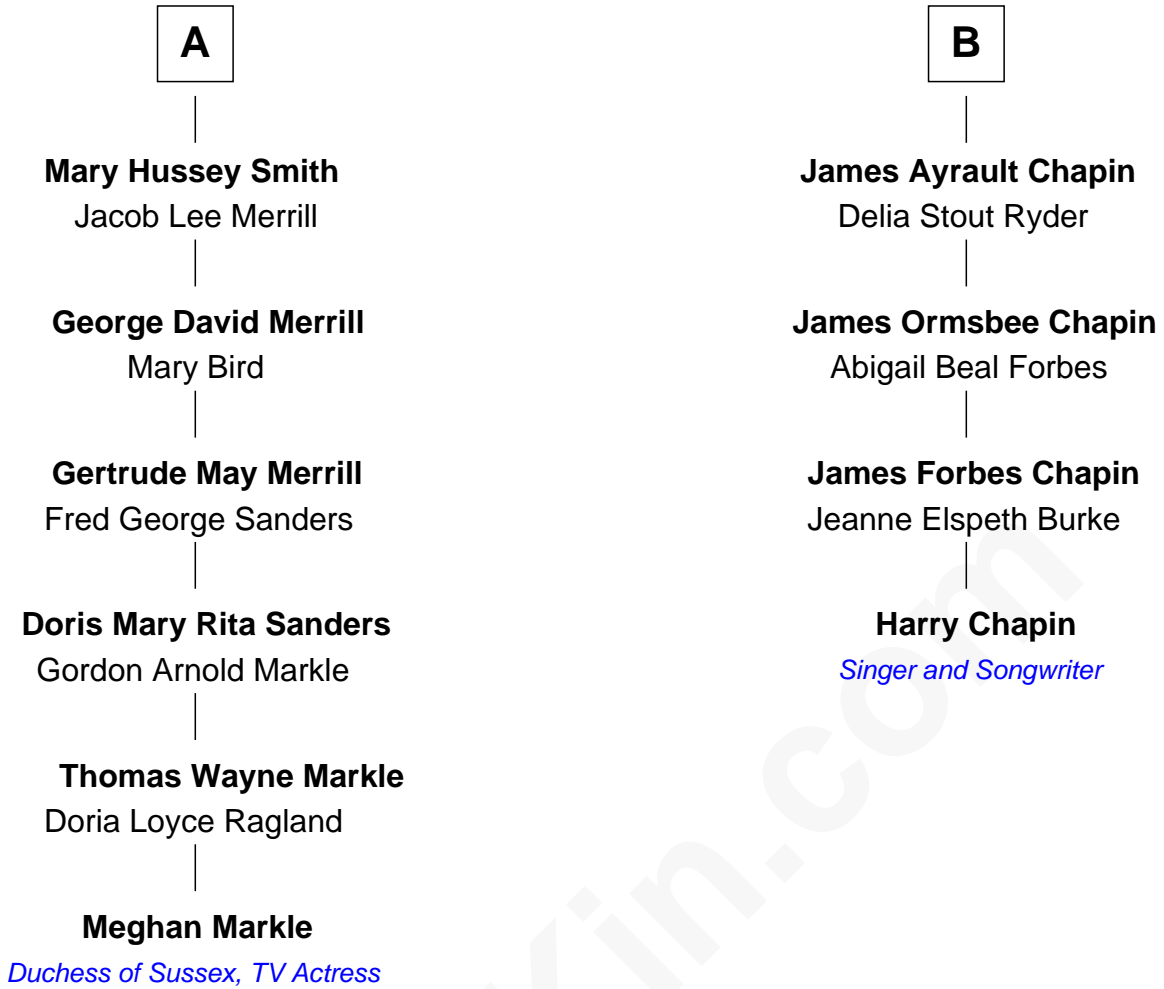 A
Mary Hussey Smith
Jacob Lee Merrill
George David Merrill
Mary Bird
Gertrude May Merrill
Fred George Sanders
Doris Mary Rita Sanders
Gordon Arnold Markle
Thomas Wayne Markle
Doria Loyce Ragland
Meghan Markle
Duchess of Sussex, TV Actress
B
James Ayrault Chapin
Delia Stout Ryder
James Ormsbee Chapin
Abigail Beal Forbes
James Forbes Chapin
Jeanne Elspeth Burke
Harry Chapin
Singer and Songwriter
Kin.com